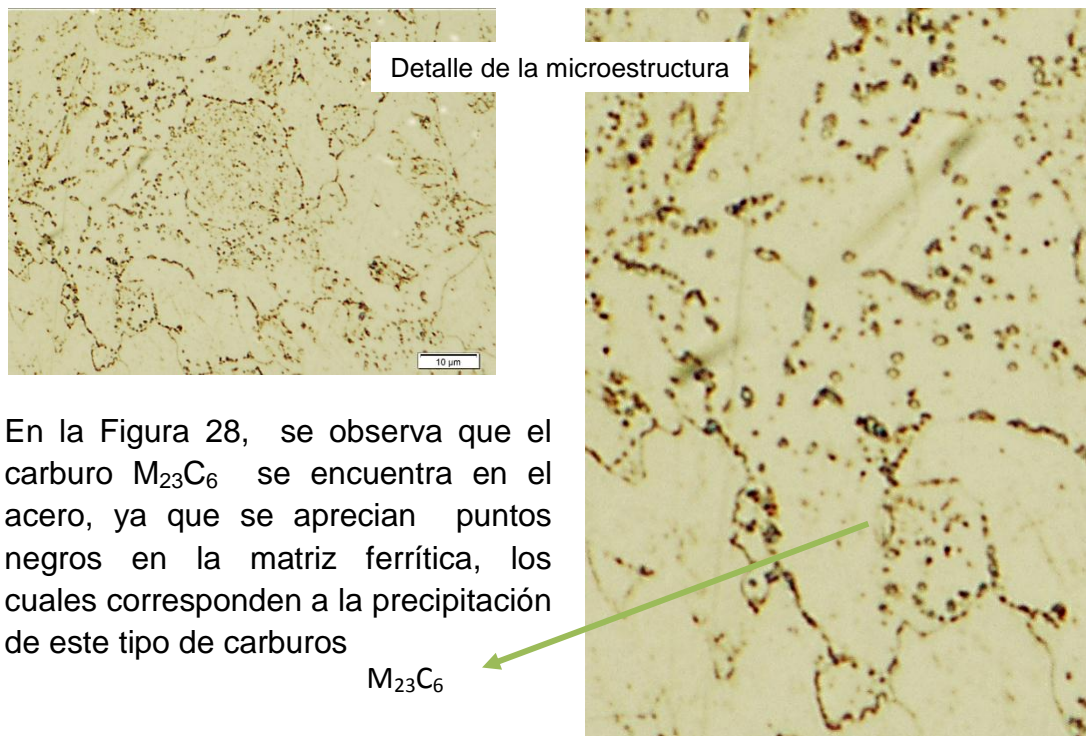 Detalle de la microestructura
10 µm
En la Figura 28, se observa que el
carburo M₂₃C₆ se encuentra en el
acero, ya que se aprecian puntos
negros en la matriz ferrítica, los
cuales corresponden a la precipitación
de este tipo de carburos
M₂₃C₆